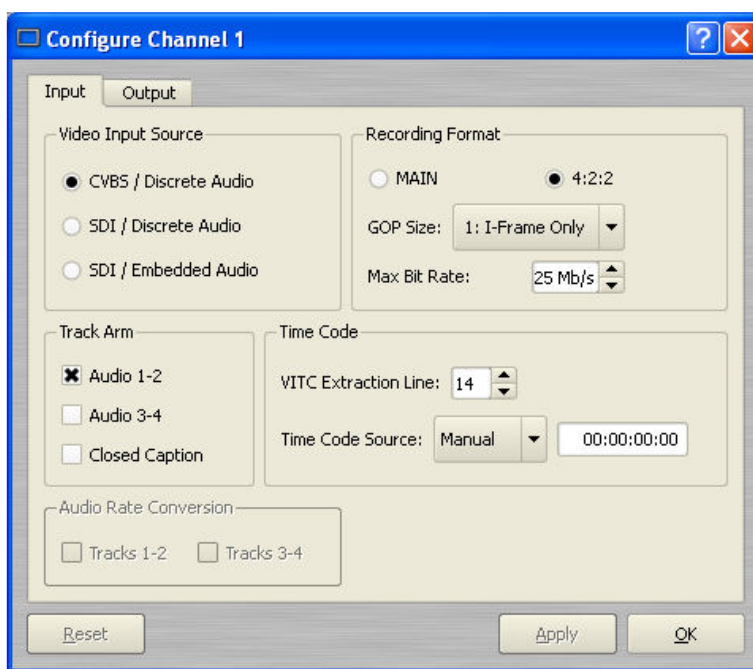 Configure Channel 1
?
Input
Output
Video Input Source
CVBS / Discrete Audio
SDI / Discrete Audio
SDI / Embedded Audio
Recording Format
MAIN
4:2:2
GOP Size: 1: I-Frame Only
Max Bit Rate: 25 Mb/s
Track Arm
Audio 1-2
Audio 3-4
Closed Caption
Time Code
VITC Extraction Line: 14
Time Code Source: Manual 00:00:00:00
Audio Rate Conversion
Tracks 1-2 Tracks 3-4
Reset
Apply
OK